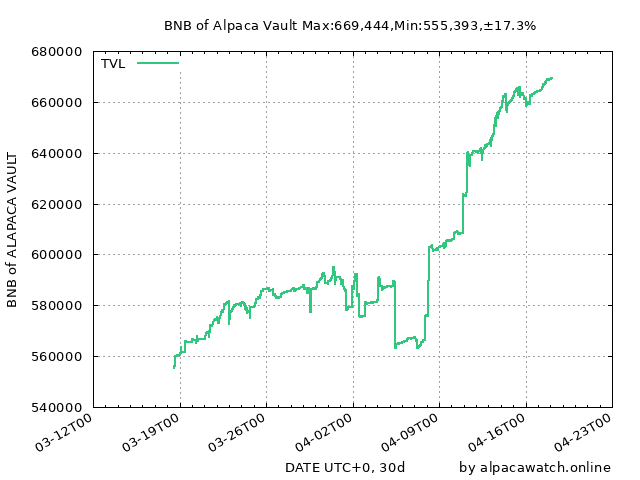 BNB of Alpaca Vault Max:669,444,Min:555,393,±17.3%
680000
TVL
660000
640000
620000
600000
580000
560000
540000
BNB of ALAPACA VAULT
03-12T00
03-19T00
03-26T00
04-02T00
04-09T00
04-16T00
04-23T00
DATE UTC+0, 30d
by alpacawatch.online